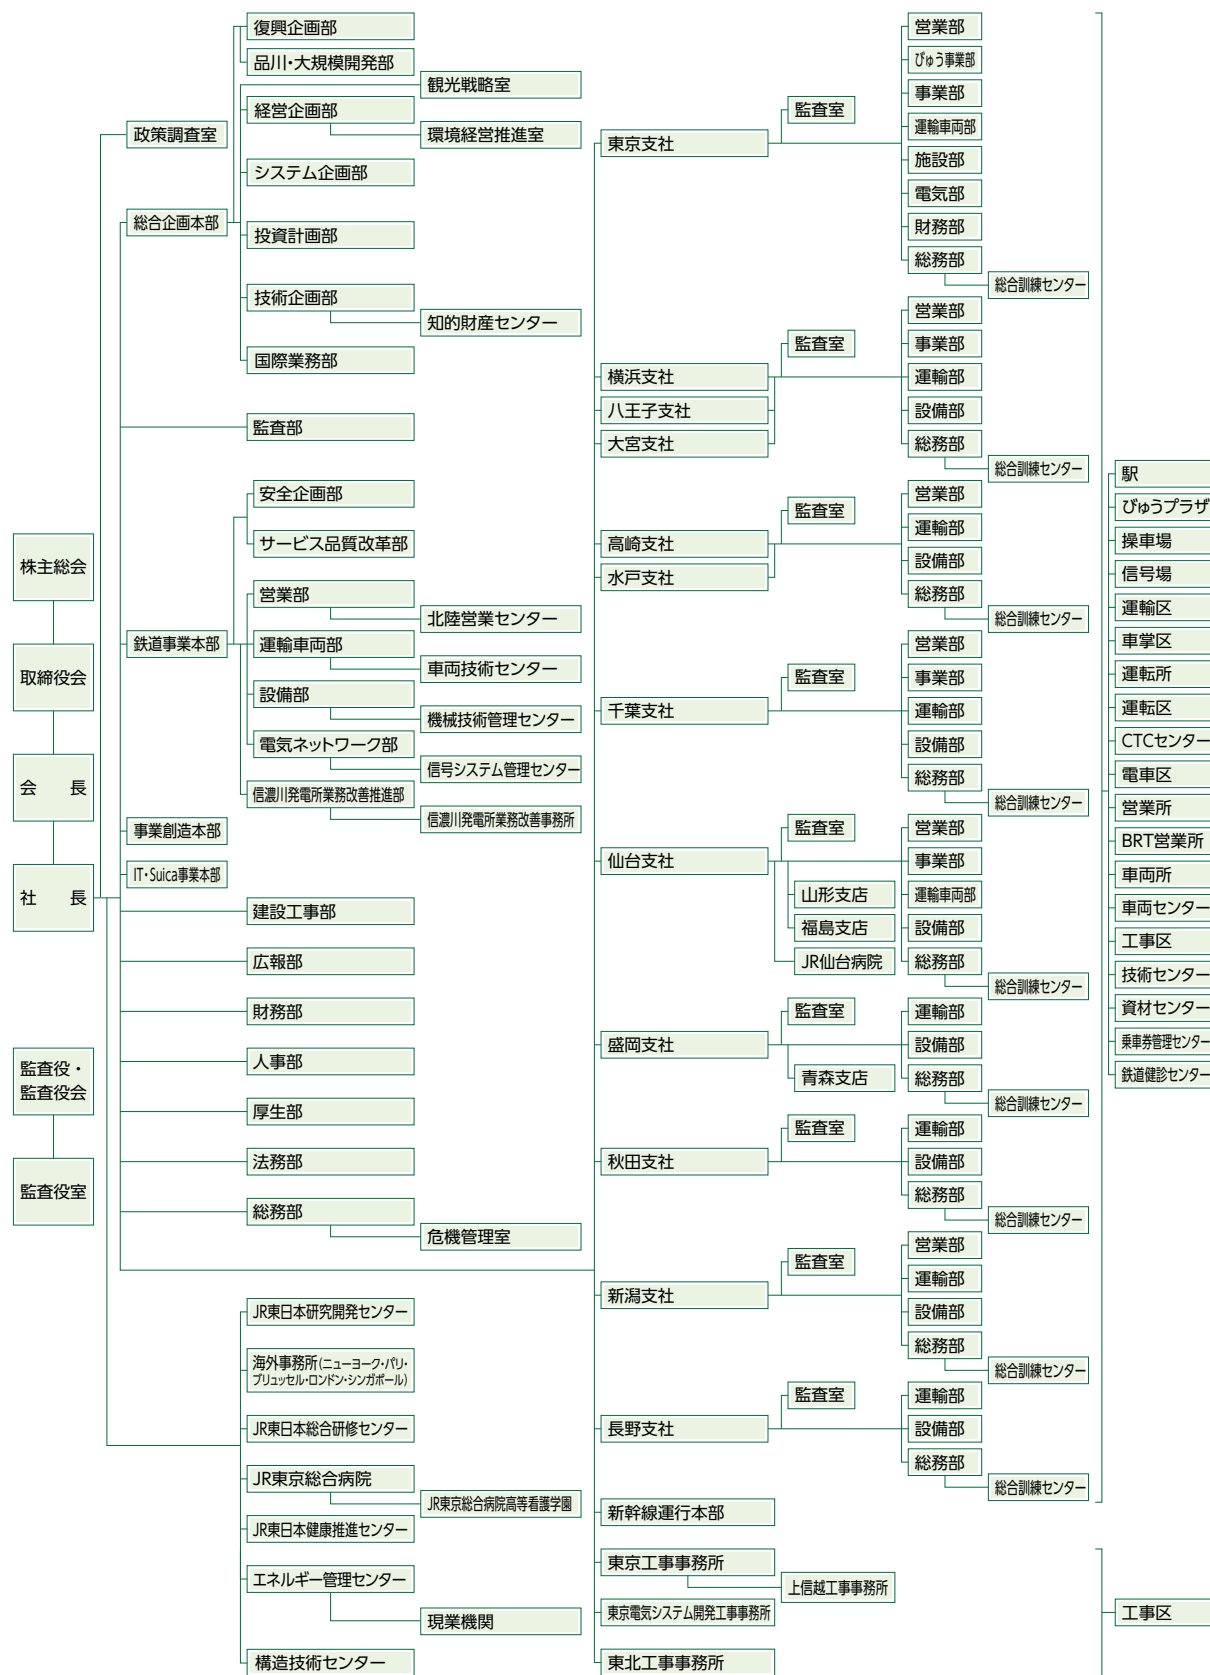 株主総会
取締役会
会　長
社　長
監査役・
監査役会
監査役室
政策調査室
総合企画本部
復興企画部
品川・大規模開発部
観光戦略室
経営企画部
環境経営推進室
システム企画部
投資計画部
技術企画部
知的財産センター
国際業務部
監査部
鉄道事業本部
安全企画部
サービス品質改革部
営業部
北陸営業センター
運輸車両部
車両技術センター
設備部
機械技術管理センター
電気ネットワーク部
信号システム管理センター
信濃川発電所業務改善推進部
信濃川発電所業務改善事務所
事業創造本部
IT・Suica事業本部
建設工事部
広報部
財務部
人事部
厚生部
法務部
総務部
危機管理室
JR東日本研究開発センター
海外事務所(ニューヨーク・パリ・
ブリュッセル・ロンドン・シンガポール)
JR東日本総合研修センター
JR東京総合病院
JR東京総合病院高等看護学園
JR東日本健康推進センター
エネルギー管理センター
現業機関
構造技術センター
東京支社
監査室
営業部
びゅう事業部
事業部
運輸車両部
施設部
電気部
財務部
総務部
総合訓練センター
横浜支社
八王子支社
大宮支社
監査室
営業部
事業部
運輸部
設備部
総務部
総合訓練センター
高崎支社
水戸支社
監査室
営業部
運輸部
設備部
総務部
総合訓練センター
千葉支社
監査室
営業部
事業部
運輸部
設備部
総務部
総合訓練センター
仙台支社
監査室
山形支店
福島支店
JR仙台病院
営業部
事業部
運輸車両部
設備部
総務部
総合訓練センター
盛岡支社
監査室
青森支店
運輸部
設備部
総務部
総合訓練センター
秋田支社
監査室
運輸部
設備部
総務部
総合訓練センター
新潟支社
監査室
営業部
運輸部
設備部
総務部
総合訓練センター
長野支社
監査室
運輸部
設備部
総務部
総合訓練センター
新幹線運行本部
東京工事事務所
上信越工事事務所
東京電気システム開発工事事務所
東北工事事務所
駅
びゅうプラザ
操車場
信号場
運輸区
車掌区
運転所
運転区
CTCセンター
電車区
営業所
BRT営業所
車両所
車両センター
工事区
技術センター
資材センター
乗車券管理センター
鉄道健診センター
工事区